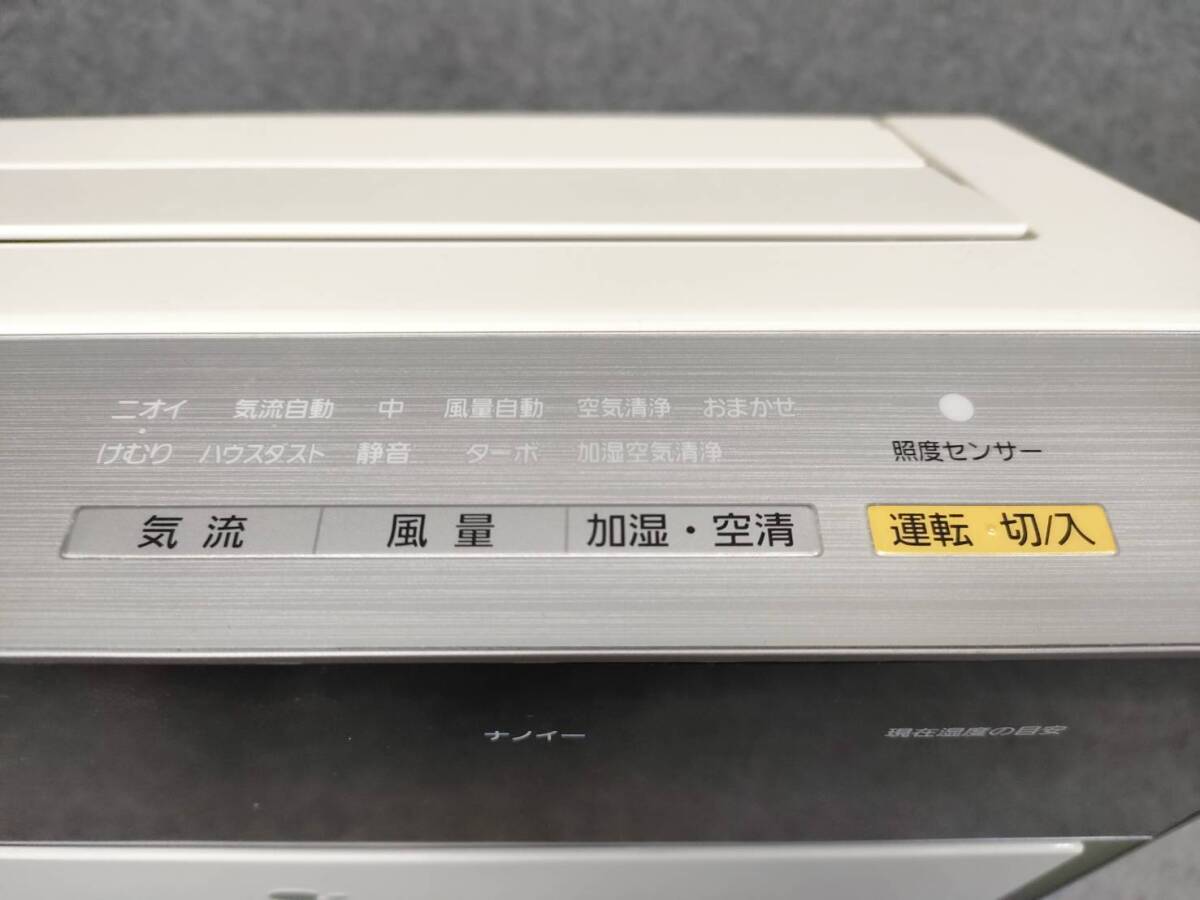 ニオイ 気流自動 中 風量自動 空気清浄 おまかせ
けむり ハウスダスト 静音 ターボ 加湿空気清浄 照度センサー
気流 風量 加湿・空清 運転 切/入
ナノイー 現在湿度の目安